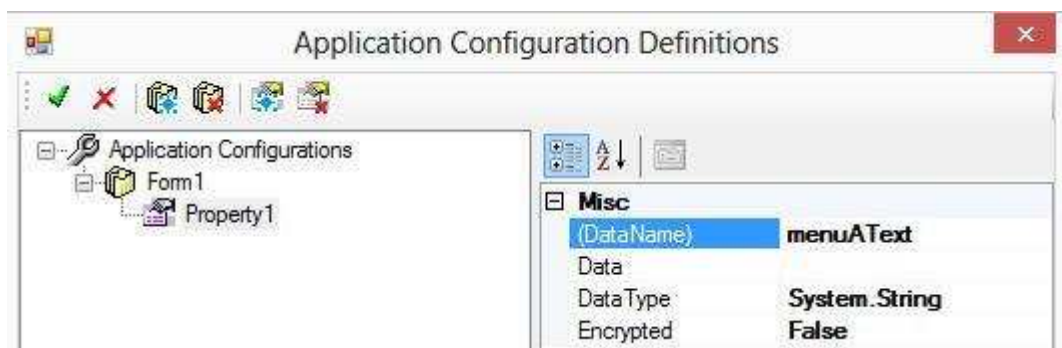 Application Configuration Definitions
Application Configurations
Form1
Property1
A
Z
Misc
(DataName) menuAText
Data
DataType System.String
Encrypted False